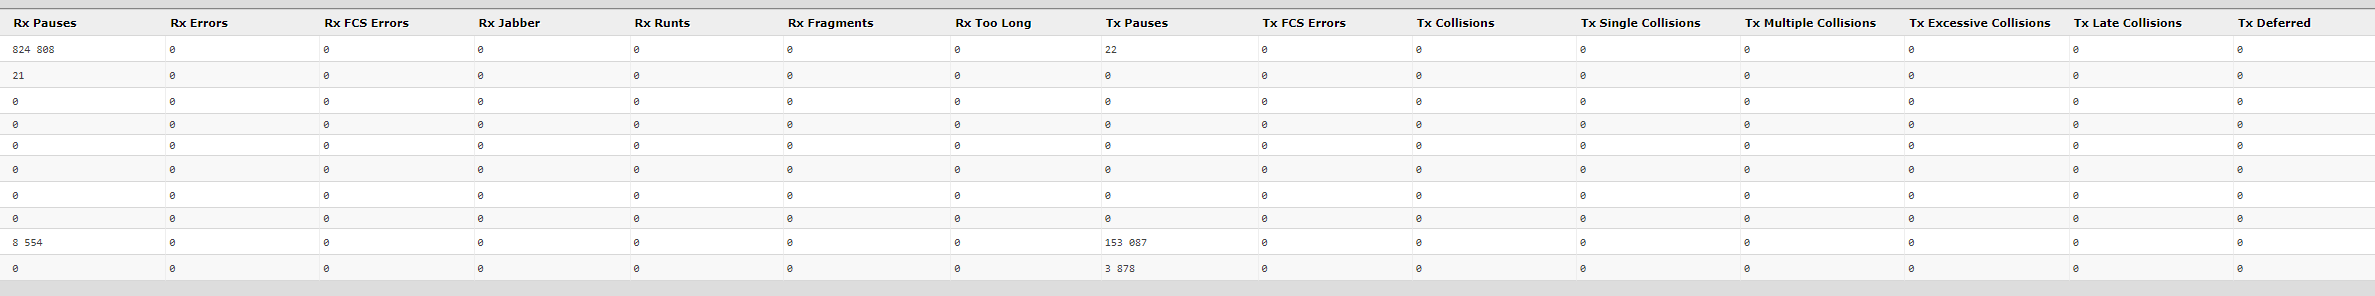 Rx Pauses Rx Errors Rx FCS Errors Rx Jabber Rx Runts Rx Fragments Rx Too Long Tx Pauses Tx FCS Errors Tx Collisions Tx Single Collisions Tx Multiple Collisions Tx Excessive Collisions Tx Late Collisions Tx Deferred
824 808 0 0 0 0 0 0 22 0 0 0 0 0 0 0
21 0 0 0 0 0 0 0 0 0 0 0 0 0 0
0 0 0 0 0 0 0 0 0 0 0 0 0 0 0
0 0 0 0 0 0 0 0 0 0 0 0 0 0 0
0 0 0 0 0 0 0 0 0 0 0 0 0 0 0
0 0 0 0 0 0 0 0 0 0 0 0 0 0 0
0 0 0 0 0 0 0 0 0 0 0 0 0 0 0
0 0 0 0 0 0 0 0 0 0 0 0 0 0 0
8 554 0 0 0 0 0 0 153 087 0 0 0 0 0 0 0
0 0 0 0 0 0 0 3 878 0 0 0 0 0 0 0